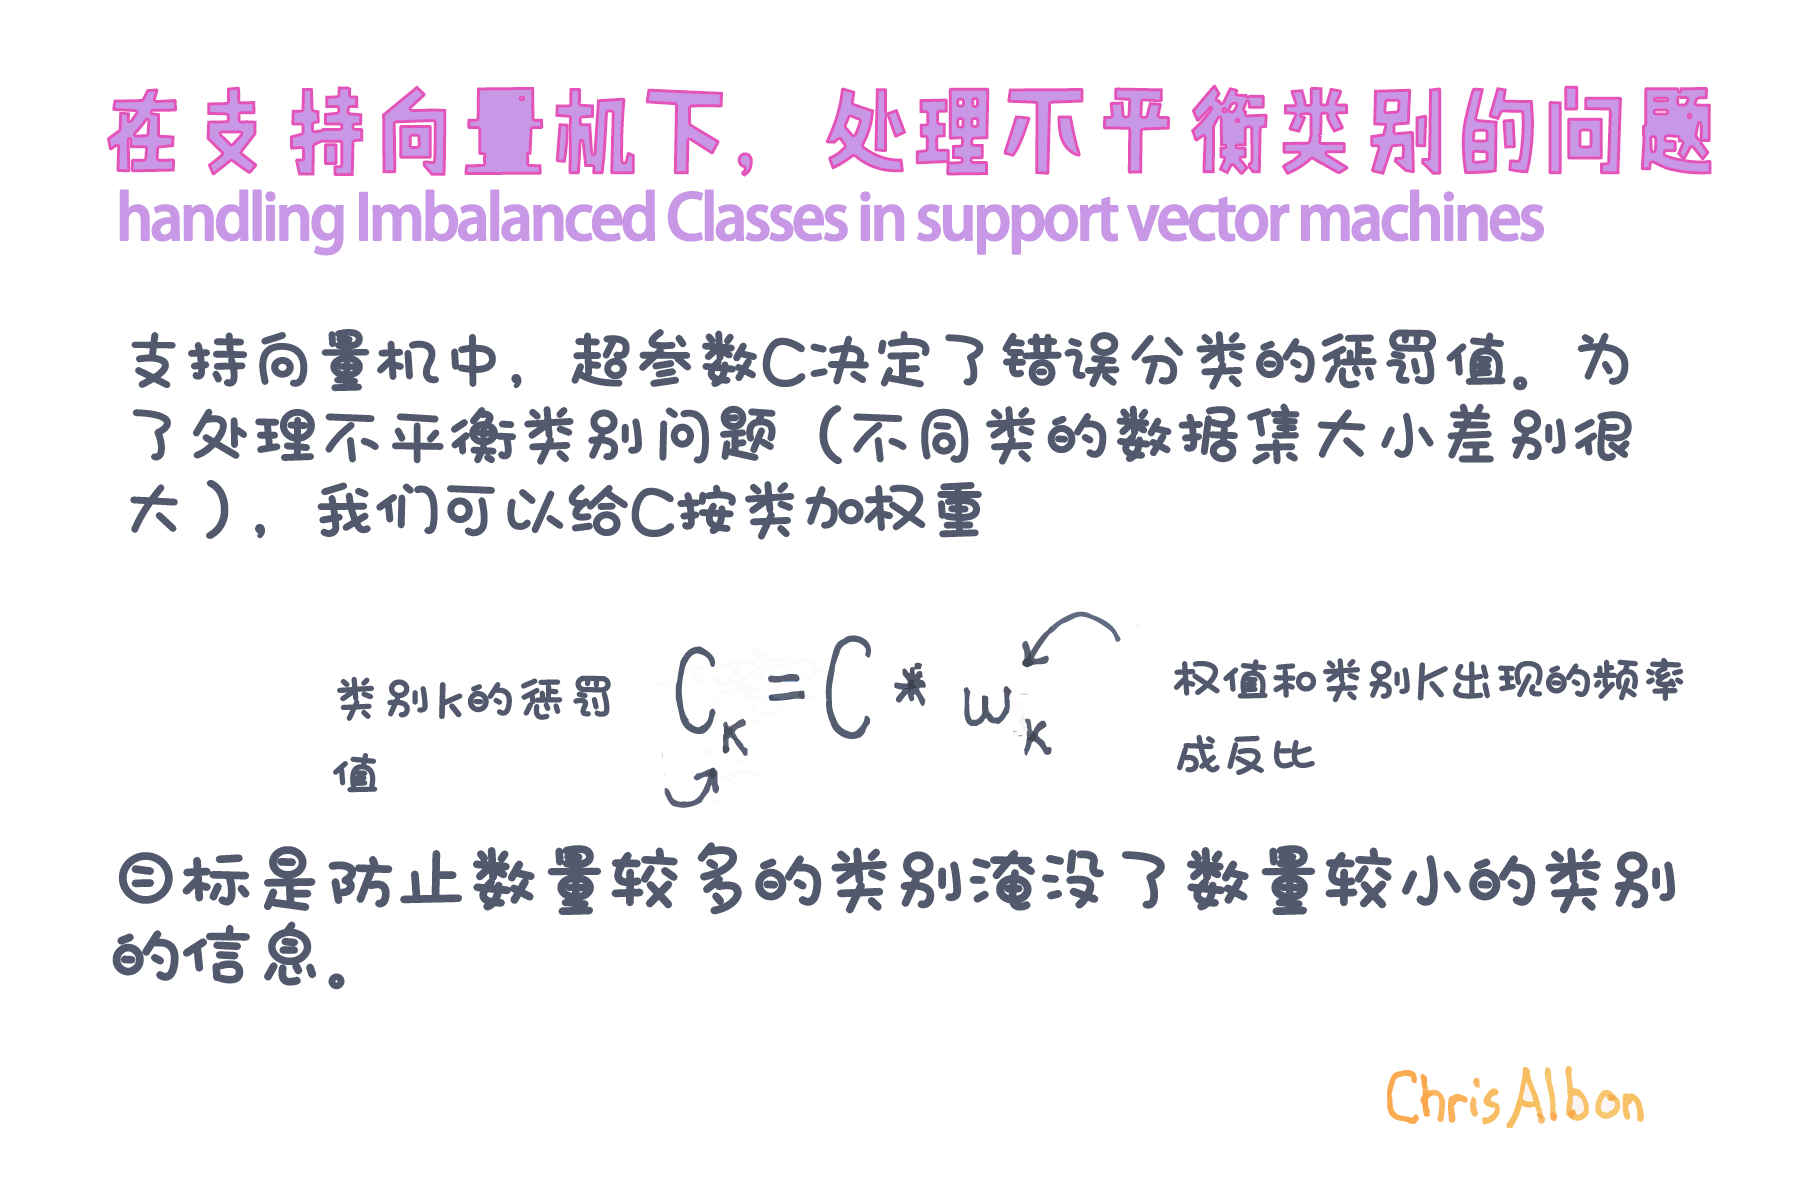 在支持向量机下，处理不平衡类别的问题
handling Imbalanced Classes in support vector machines
支持向量机中，超参数C决定了错误分类的惩罚值。为
了处理不平衡类别问题（不同类的数据集大小差别很
大），我们可以给C按类加权重
类别k的惩罚
值
C_K = C * w_K
权值和类别K出现的频率
成反比
目标是防止数量较多的类别淹没了数量较小的类别
的信息。
Chris Albon